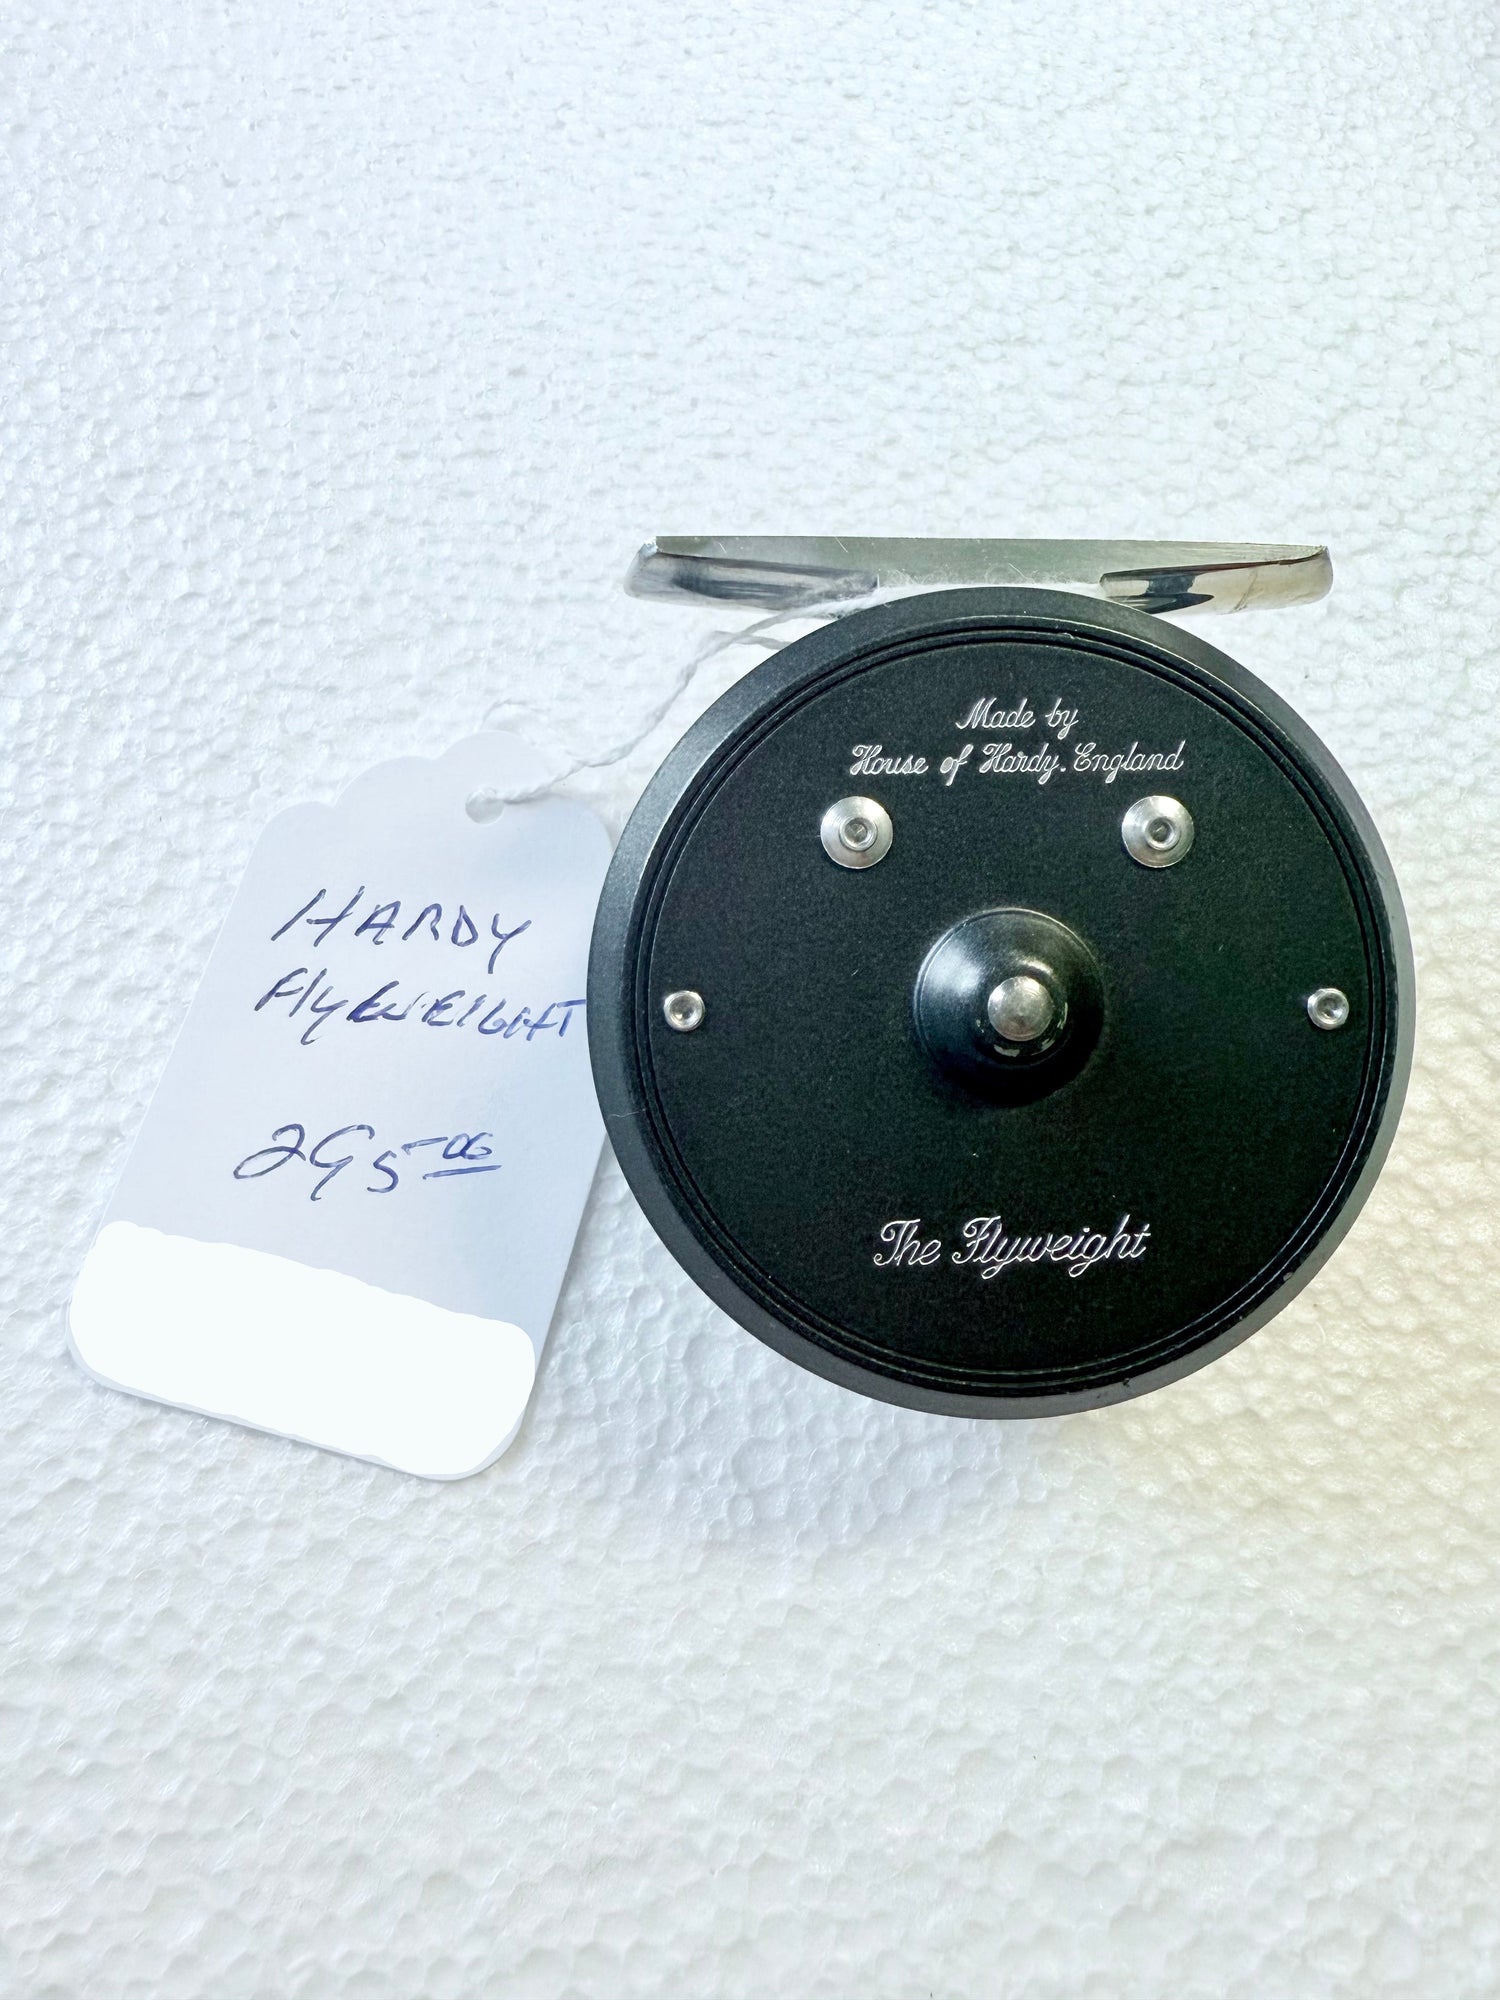 HARDY
FlyWEIGHT
295 00
Made by
House of Hardy. England
The Flyweight